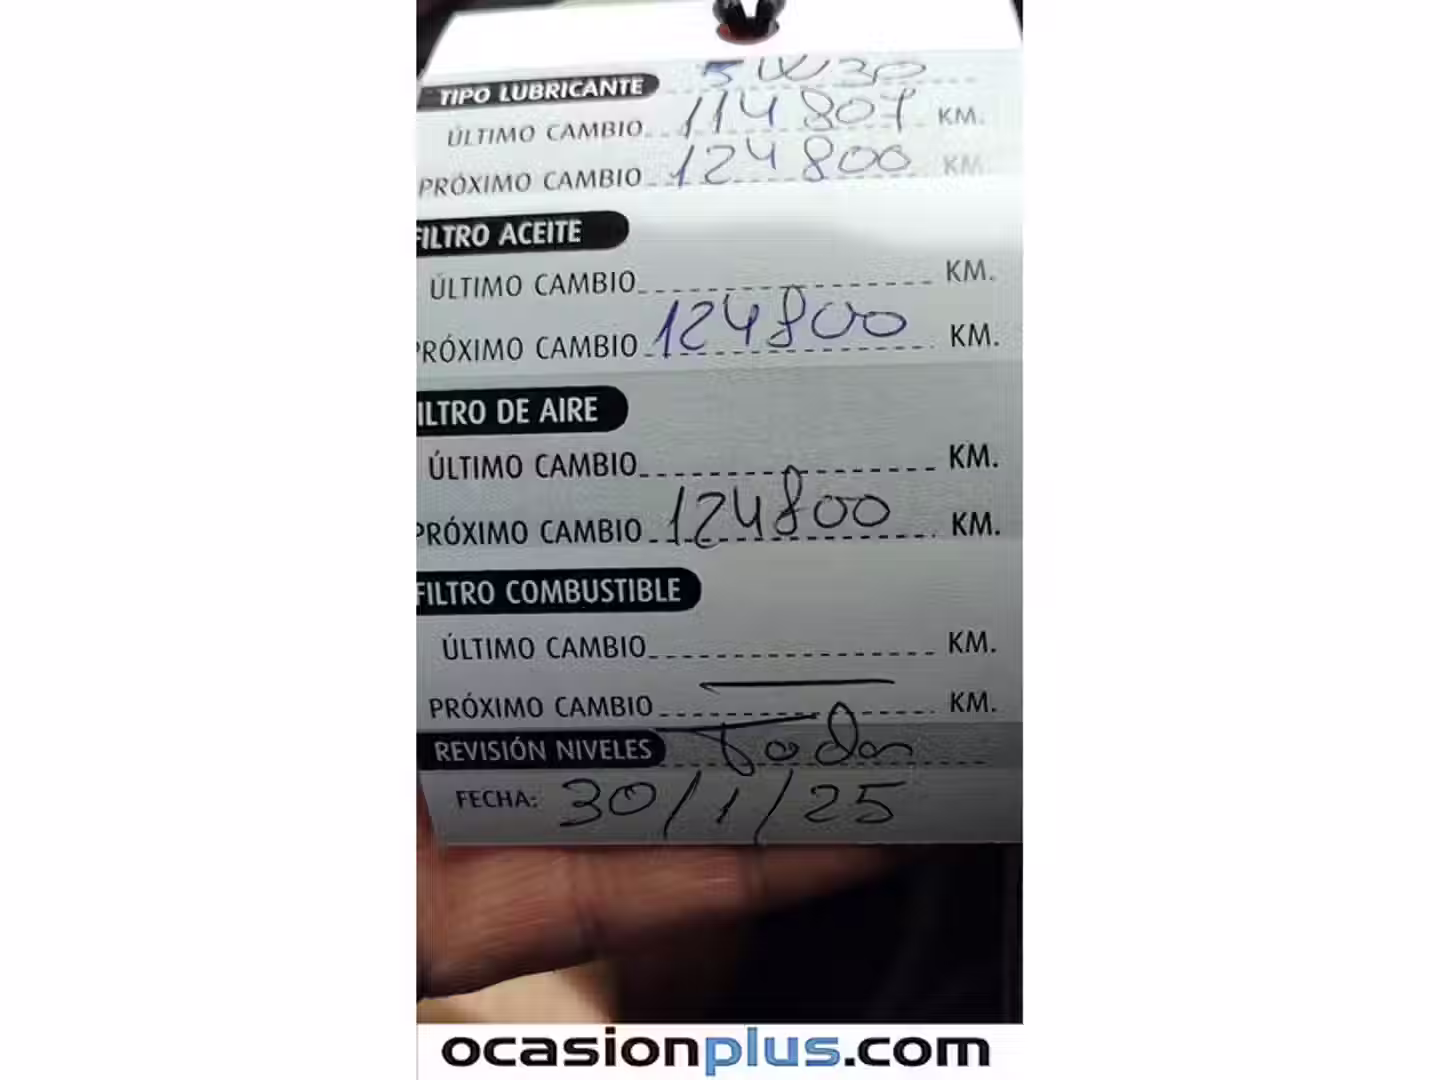 TIPO LUBRICANTE 5W30
ÚLTIMO CAMBIO 114807 KM.
PRÓXIMO CAMBIO 124800 KM.
FILTRO ACEITE
ÚLTIMO CAMBIO KM.
PRÓXIMO CAMBIO 124800 KM.
FILTRO DE AIRE
ÚLTIMO CAMBIO KM.
PRÓXIMO CAMBIO 124800 KM.
FILTRO COMBUSTIBLE
ÚLTIMO CAMBIO KM.
PRÓXIMO CAMBIO KM.
REVISIÓN NIVELES Todos
FECHA: 30/1/25
ocasionplus.com